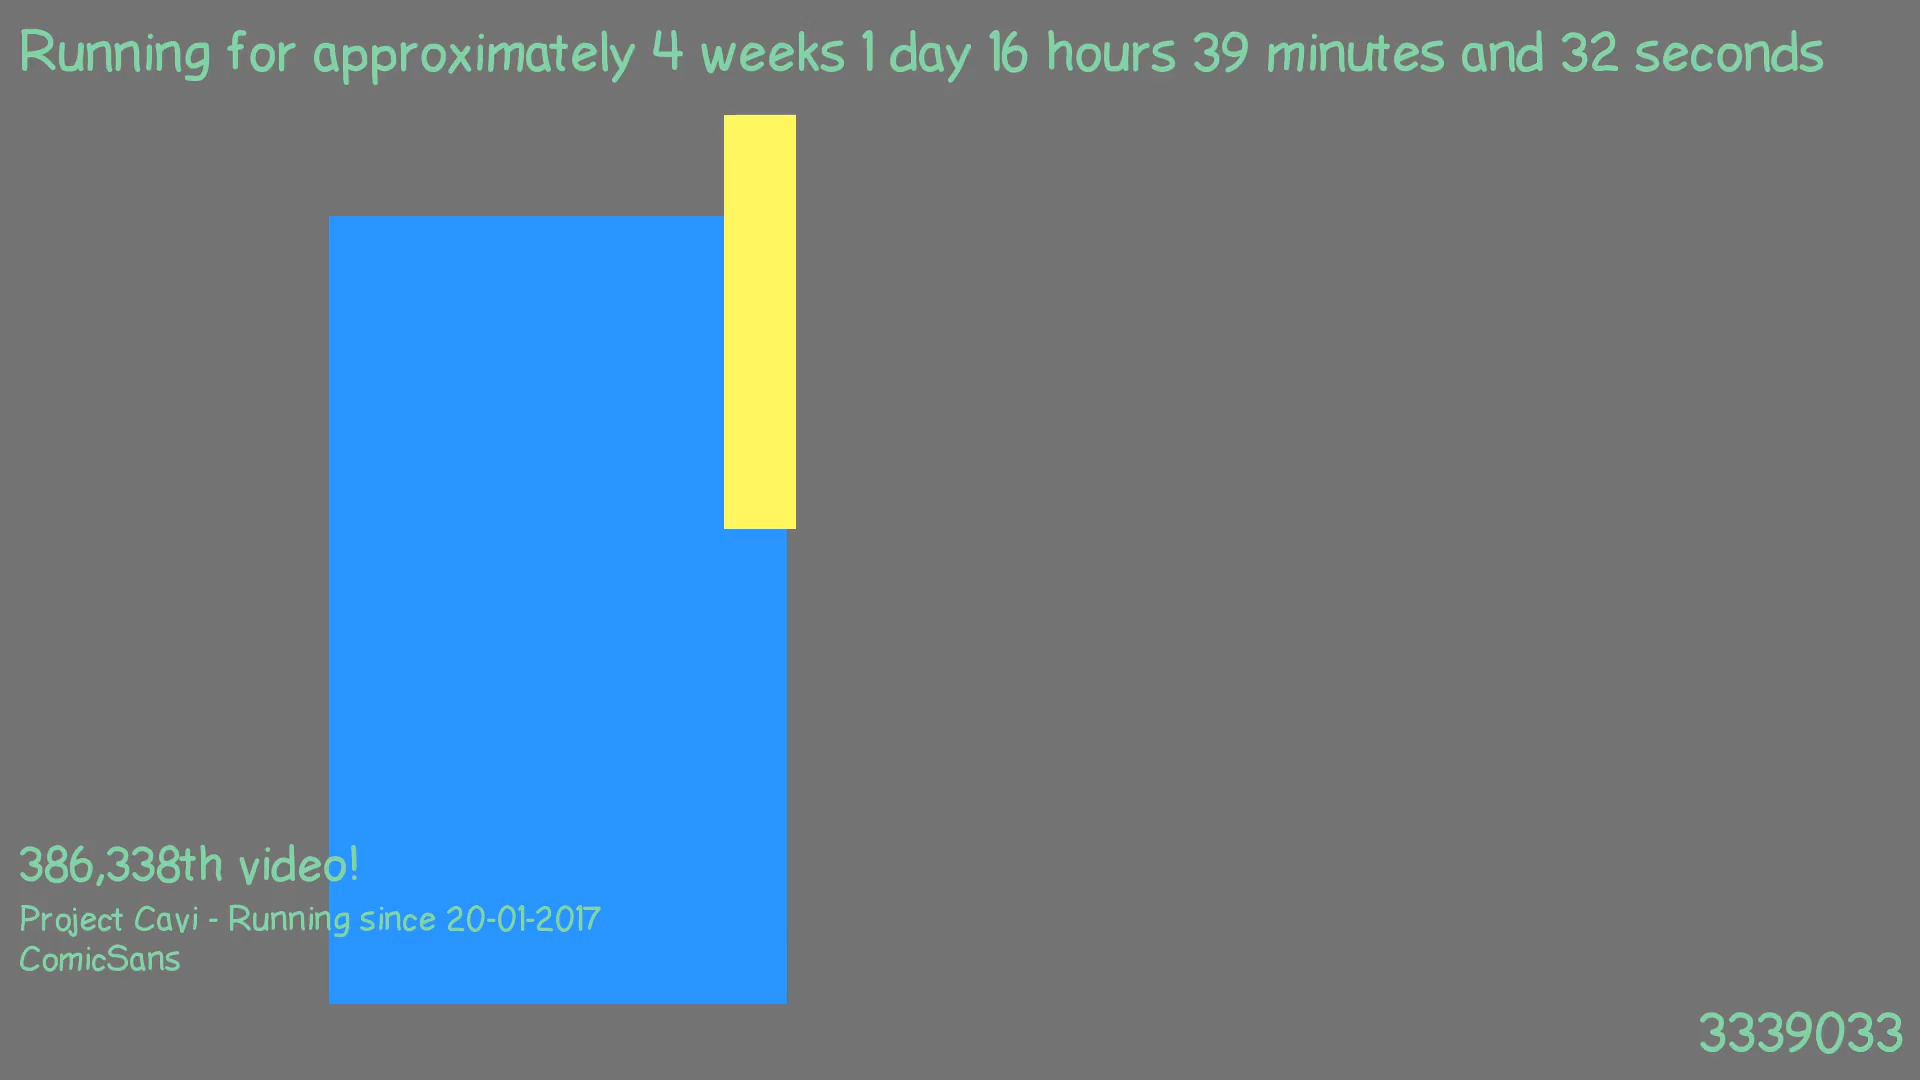 Running for approximately 4 weeks 1 day 16 hours 39 minutes and 32 seconds
386,338th video!
Project Cavi - Running since 20-01-2017
ComicSans
3339033